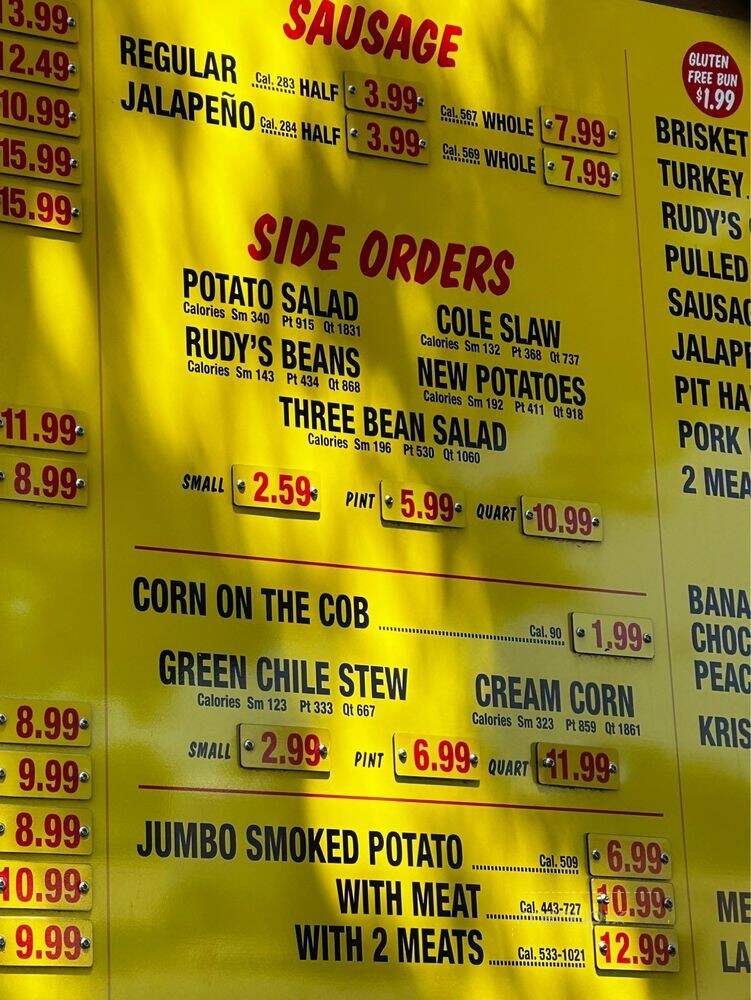 13.99
12.49
10.99
15.99
15.99
11.99
8.99
8.99
9.99
8.99
10.99
9.99
SAUSAGE
REGULAR Cal. 283 HALF 3.99 Cal. 567 WHOLE 7.99
JALAPEÑO Cal. 284 HALF 3.99 Cal. 569 WHOLE 7.99
SIDE ORDERS
POTATO SALAD
Calories Sm 340 Pt 915 Qt 1831
COLE SLAW
Calories Sm 132 Pt 368 Qt 737
RUDY'S BEANS
Calories Sm 143 Pt 434 Qt 868
NEW POTATOES
Calories Sm 192 Pt 411 Qt 918
THREE BEAN SALAD
Calories Sm 196 Pt 530 Qt 1060
SMALL 2.59 PINT 5.99 QUART 10.99
CORN ON THE COB Cal. 90 1.99
GREEN CHILE STEW
Calories Sm 123 Pt 333 Qt 667
CREAM CORN
Calories Sm 323 Pt 859 Qt 1861
SMALL 2.99 PINT 6.99 QUART 11.99
JUMBO SMOKED POTATO Cal. 509 6.99
WITH MEAT Cal. 443-727 10.99
WITH 2 MEATS Cal. 533-1021 12.99
GLUTEN
FREE BUN
$1.99
BRISKET
TURKEY
RUDY'S
PULLED
SAUSAG
JALAP
PIT HA
PORK
2 MEA
BANA
CHOC
PEAC
KRIS
ME
LA